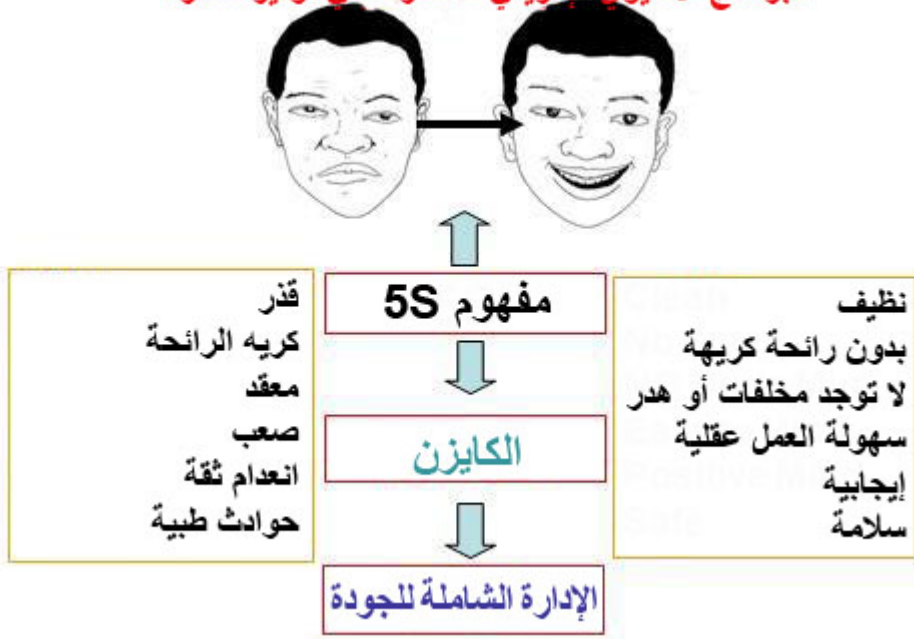 مفهوم 5S
نظيف
بدون رائحة كريهة
لا توجد مخلفات أو هدر
سهولة العمل عقلية
إيجابية
سلامة
قذر
كريه الرائحة
معقد
صعب
انعدام ثقة
حوادث طبية
الكايزن
الإدارة الشاملة للجودة